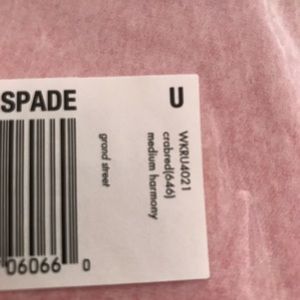 SPADE U
WKRU4021
crabred(646)
medium harmony
grand street
06066 0